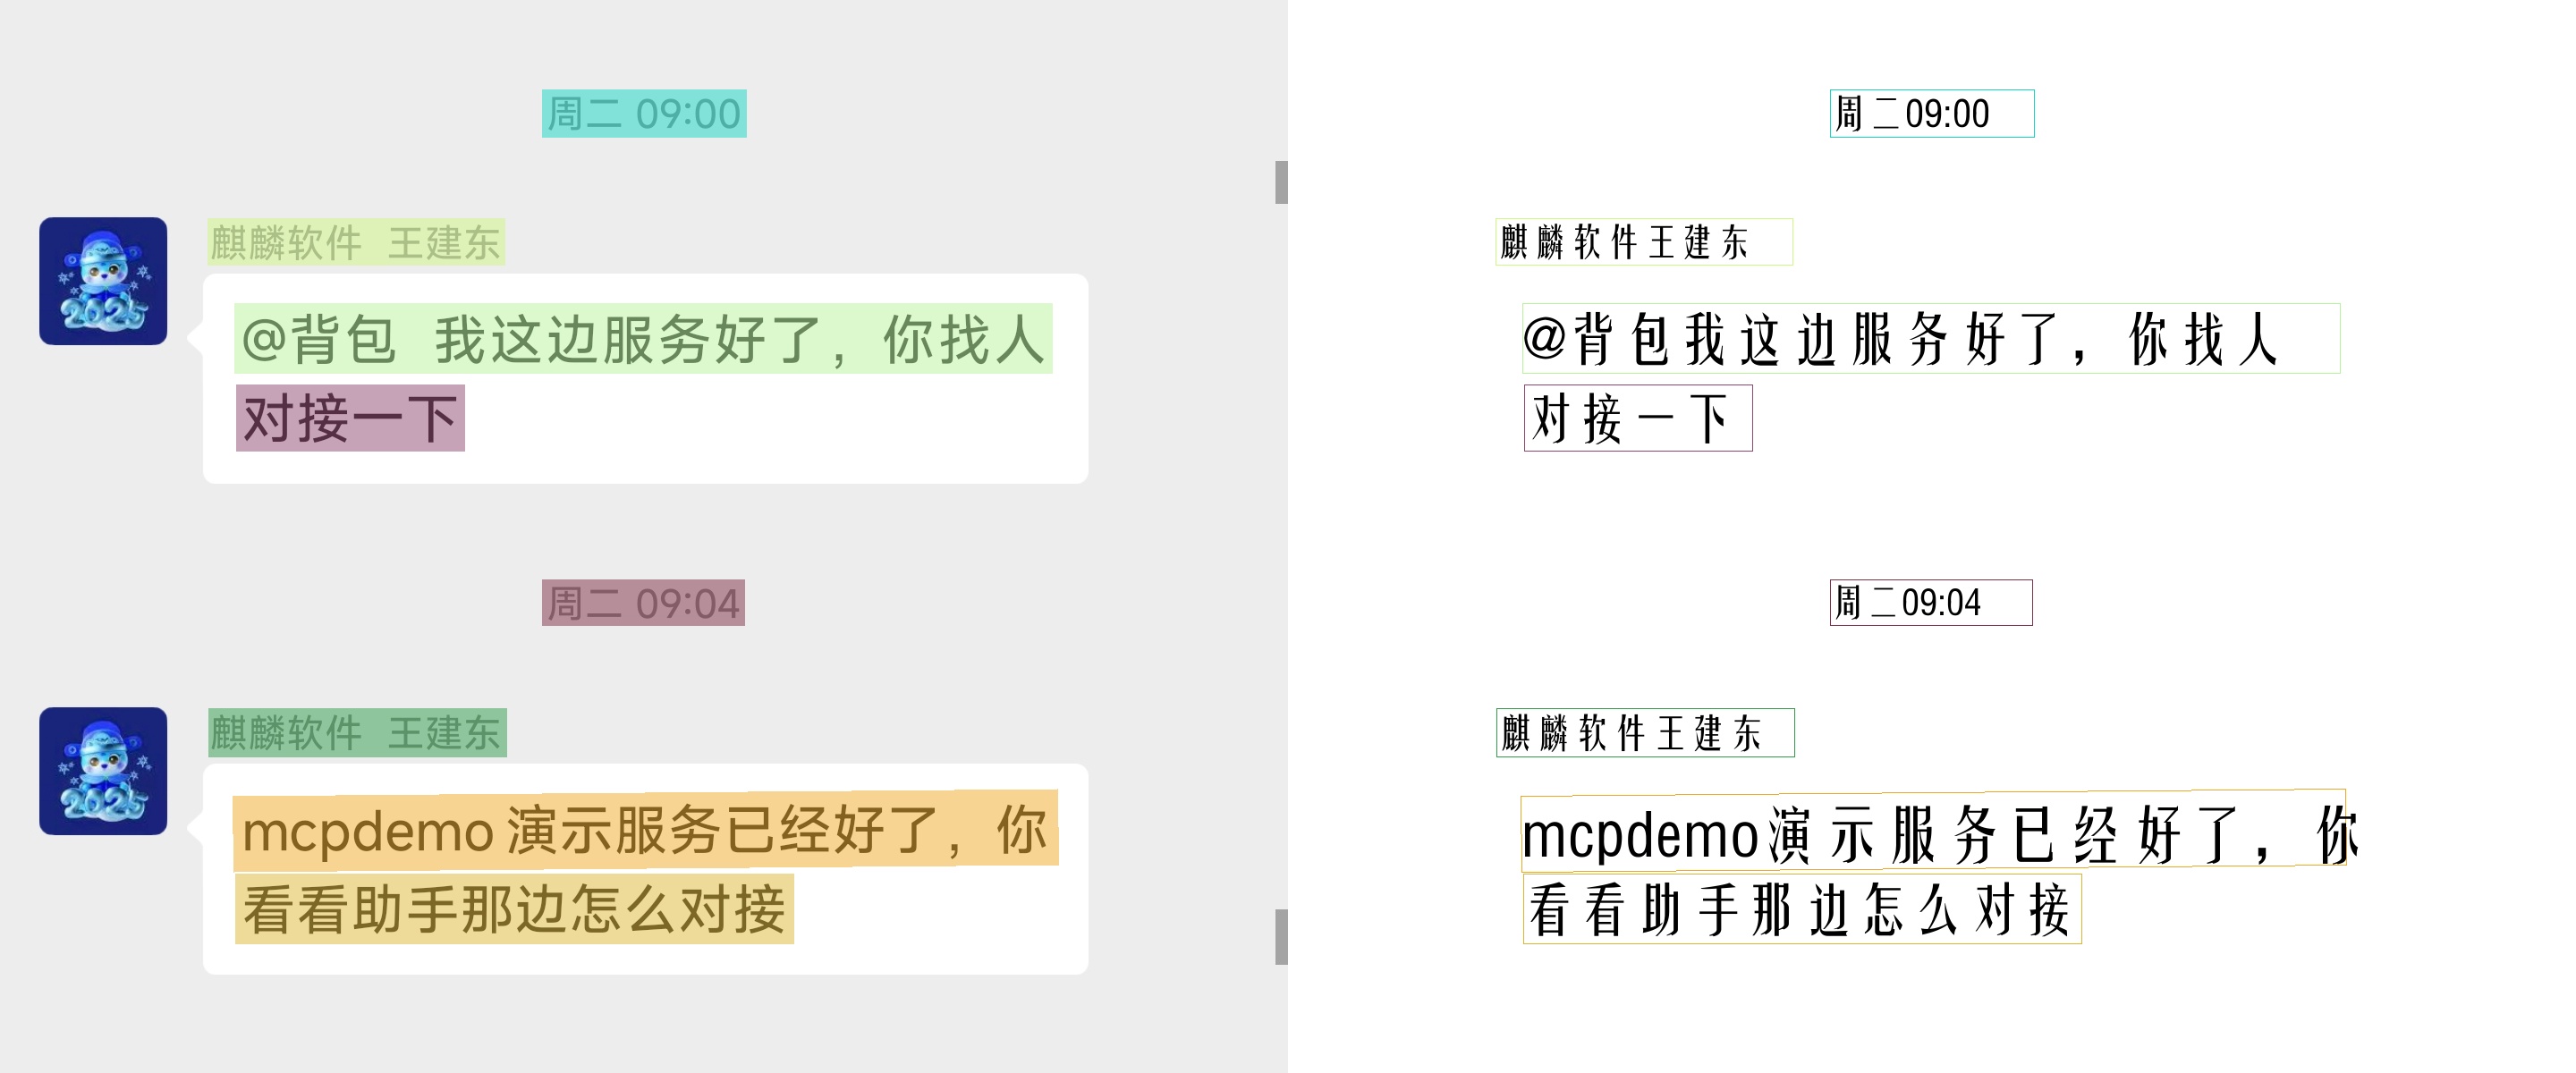 周二 09:00
麒麟软件 王建东
2025
@背包 我这边服务好了，你找人
对接一下
周二 09:04
麒麟软件 王建东
2025
mcpdemo 演示服务已经好了，你
看看助手那边怎么对接
周二09:00
麒麟软件王建东
@背包我这边服务好了，你找人
对接一下
周二09:04
麒麟软件王建东
mcpdemo演示服务已经好了，你
看看助手那边怎么对接